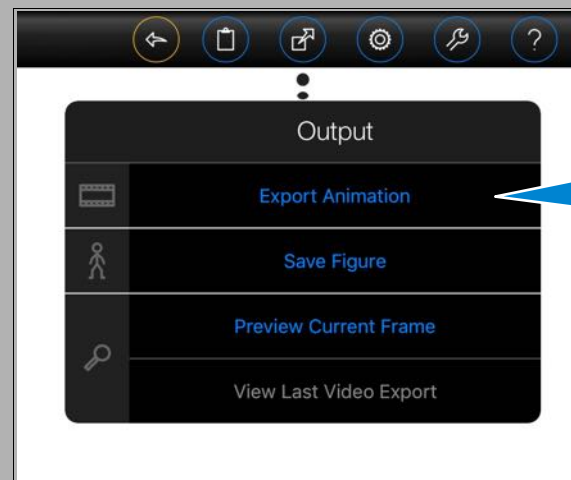 ?
Output
Export Animation
Save Figure
Preview Current Frame
View Last Video Export